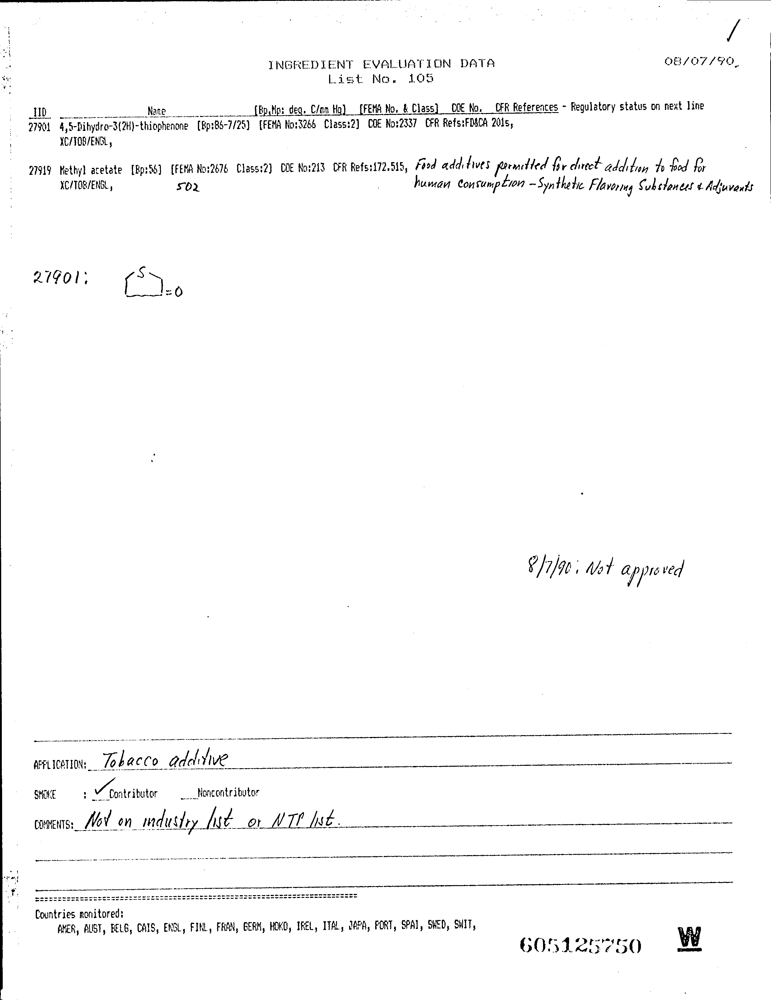 /
INGREDIENT EVALUATION DATA
08/07/90
List No. 105
IID Name [Bp,Mp: deg. C/mm Hg] [FEMA No. & Class] COE No. CFR References - Regulatory status on next line
27901 4,5-Dihydro-3(2H)-thiophenone [Bp:86-7/25] [FEMA No:3266 Class:2] COE No:2337 CFR Refs:FD&CA 201s,
XC/TOB/ENGL,
27919 Methyl acetate [Bp:56] [FEMA No:2676 Class:2] COE No:213 CFR Refs:172.515, Food additives permitted for direct addition to food for
XC/TOB/ENGL, 502 human consumption - Synthetic Flavoring Substances & Adjuvants
27901: S =O
8/7/90: Not approved
APPLICATION: Tobacco additive
SMOKE : ✓ Contributor Noncontributor
COMMENTS: Not on industry list or NTP list.
Countries monitored:
AMER, AUST, BELG, CAIS, ENGL, FINL, FRAN, GERM, HOKO, IREL, ITAL, JAPA, PORT, SPAI, SWED, SWIT,
605125750 W